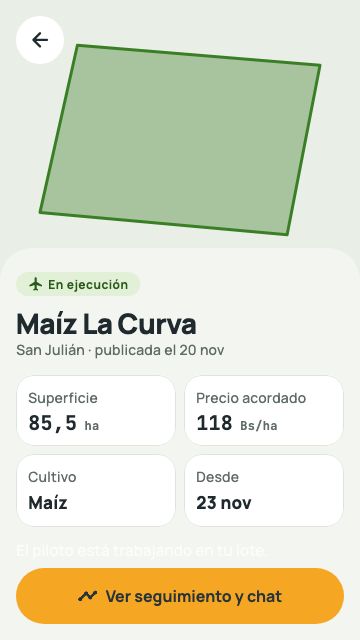 En ejecución
Maíz La Curva
San Julián · publicada el 20 nov
Superficie
85,5 ha
Precio acordado
118 Bs/ha
Cultivo
Maíz
Desde
23 nov
El piloto está trabajando en tu lote.
Ver seguimiento y chat